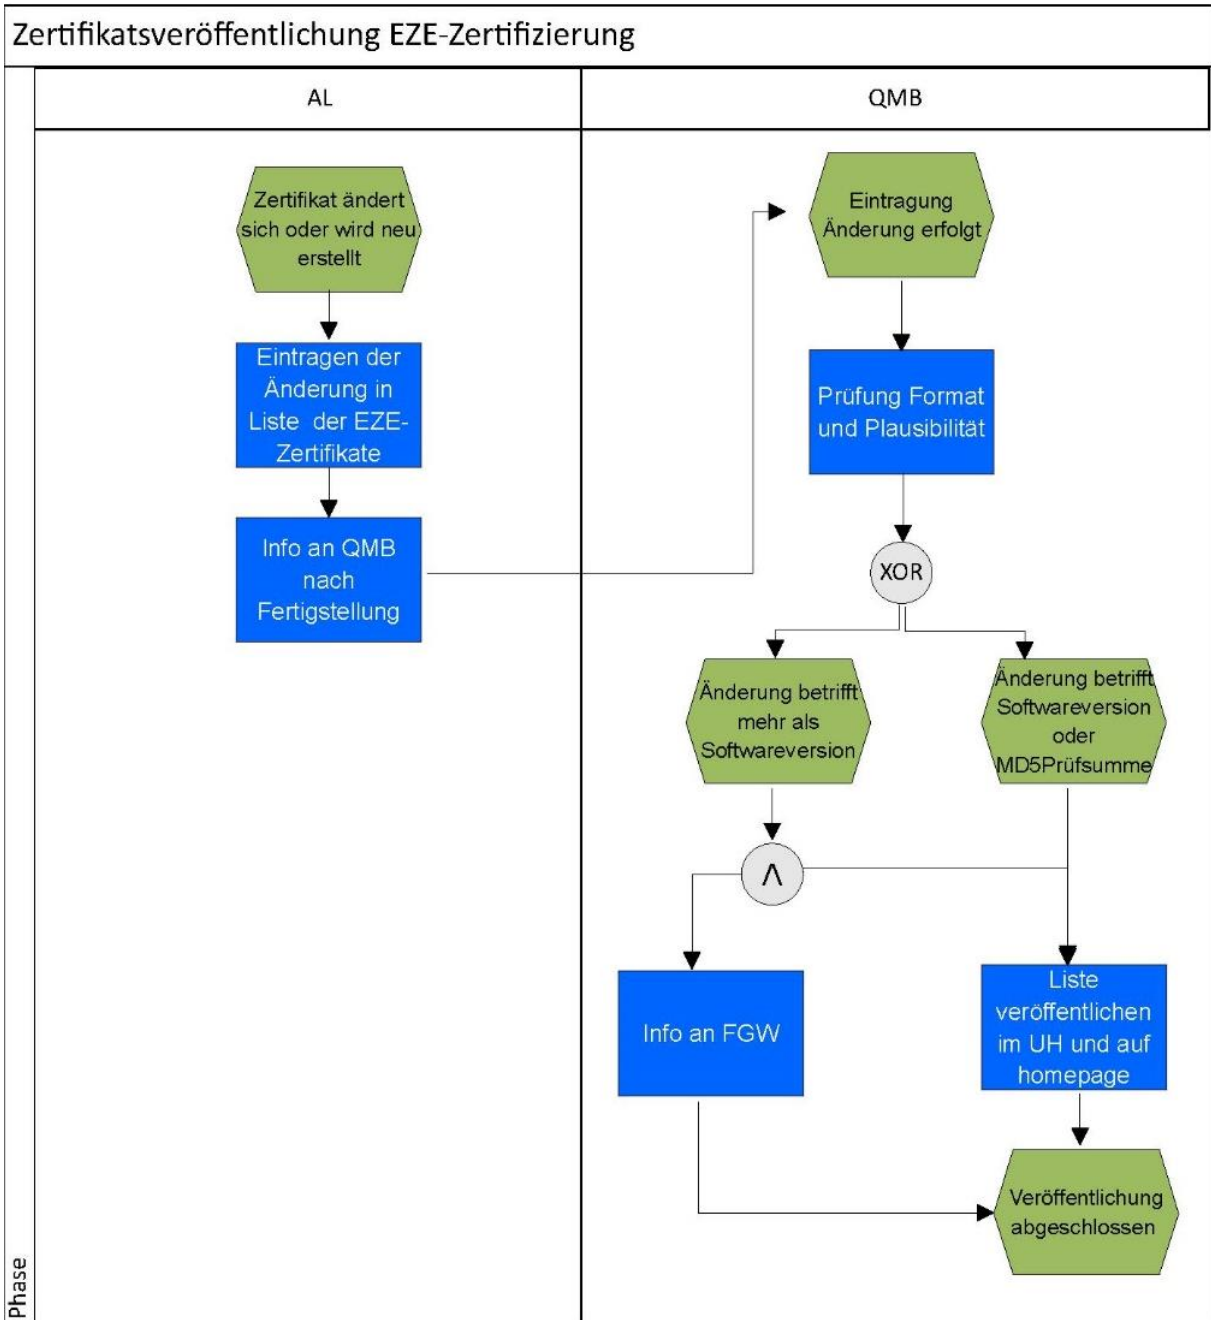 Zertifikatsveröffentlichung EZE-Zertifizierung
AL
QMB
Zertifikat ändert
sich oder wird neu
erstellt
Eintragen der
Änderung in
Liste der EZE-
Zertifikate
Info an QMB
nach
Fertigstellung
Eintragung
Änderung erfolgt
Prüfung Format
und Plausibilität
XOR
Änderung betrifft
mehr als
Softwareversion
Änderung betrifft
Softwareversion
oder
MD5Prüfsumme
Λ
Info an FGW
Liste
veröffentlichen
im UH und auf
homepage
Veröffentlichung
abgeschlossen
Phase